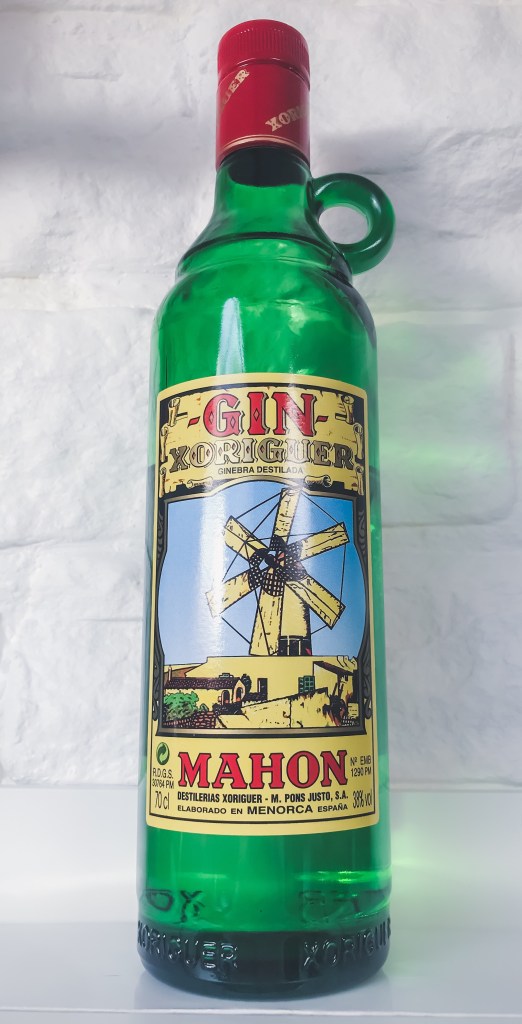 XORI
-GIN-
XORIGUER
GINEBRA DESTILADA
R.D.G.S.
30764 PM
70 cl
MAHON
Nº EMB
1290 PM
38% vol
DESTILERIAS XORIGUER - M. PONS JUSTO, S.A.
ELABORADO EN MENORCA ESPAÑA
XORIGUER
XORIGUER